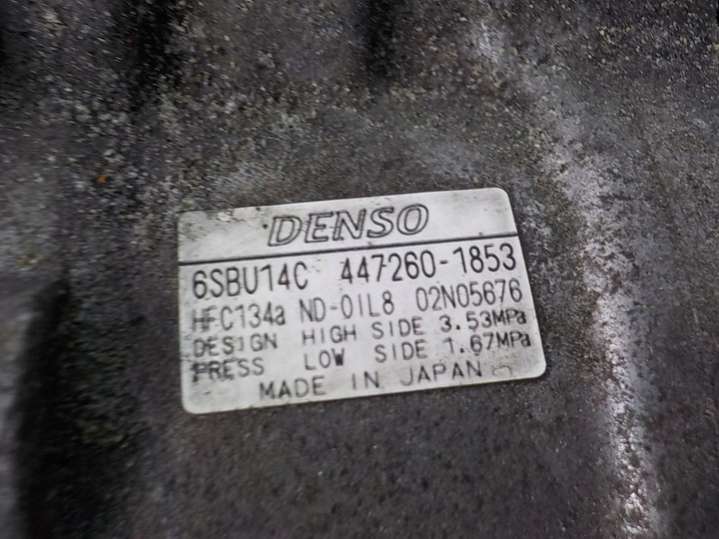 DENSO
6SBU14C 447260-1853
HFC134a ND-OIL8 02N05676
DESIGN HIGH SIDE 3.53MPa
PRESS LOW SIDE 1.67MPa
MADE IN JAPAN